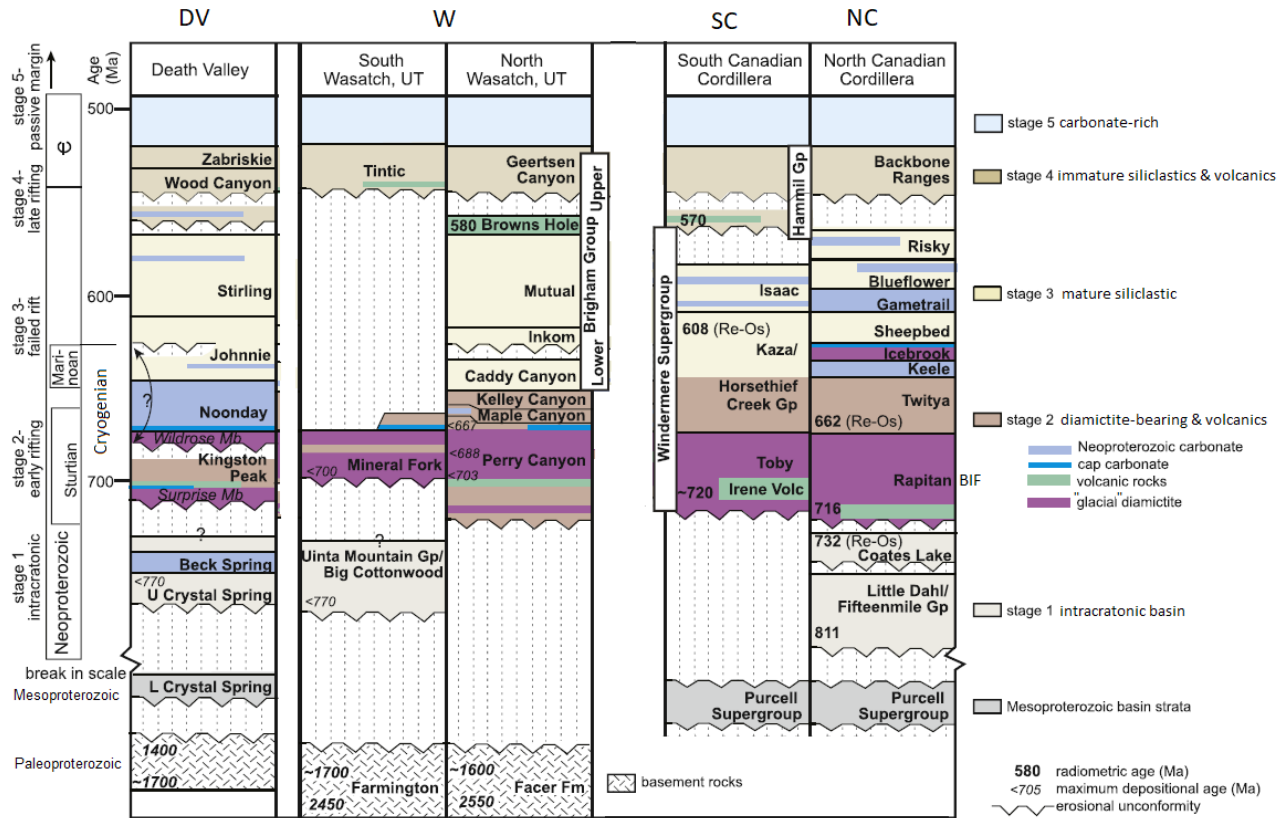 DV
W
SC
NC
stage 5-
passive margin
Age
(Ma)
Death Valley
South
Wasatch, UT
North
Wasatch, UT
South Canadian
Cordillera
North Canadian
Cordillera
500
600
700
Є
stage 4-
late rifting
stage 3-
failed rift
stage 2-
early rifting
stage 1
intracratonic
Mari-
noan
Cryogenian
Sturtian
Neoproterozoic
break in scale
Mesoproterozoic
Paleoproterozoic
Zabriskie
Wood Canyon
Stirling
Johnnie
?
Noonday
Wildrose Mb
Kingston
Peak
Surprise Mb
?
Beck Spring
<770
U Crystal Spring
L Crystal Spring
1400
~1700
Tintic
<700
Mineral Fork
?
Uinta Mountain Gp/
Big Cottonwood
<770
~1700
Farmington
2450
Geertsen
Canyon
580 Browns Hole
Mutual
Inkom
Caddy Canyon
Kelley Canyon
Maple Canyon
<667
<688
Perry Canyon
<703
~1600
Facer Fm
2550
Lower Brigham Group Upper
Windermere Supergroup
Hammil Gp
570
Isaac
608 (Re-Os)
Kaza/
Horsethief
Creek Gp
Toby
~720
Irene Volc
Purcell
Supergroup
Backbone
Ranges
Risky
Blueflower
Gametrail
Sheepbed
Icebrook
Keele
Twitya
662 (Re-Os)
Rapitan
BIF
716
732 (Re-Os)
Coates Lake
Little Dahl/
Fifteenmile Gp
811
Purcell
Supergroup
stage 5 carbonate-rich
stage 4 immature siliclastics & volcanics
stage 3 mature siliclastic
stage 2 diamictite-bearing & volcanics
Neoproterozoic carbonate
cap carbonate
volcanic rocks
"glacial" diamictite
stage 1 intracratonic basin
Mesoproterozoic basin strata
basement rocks
580 radiometric age (Ma)
<705 maximum depositional age (Ma)
erosional unconformity